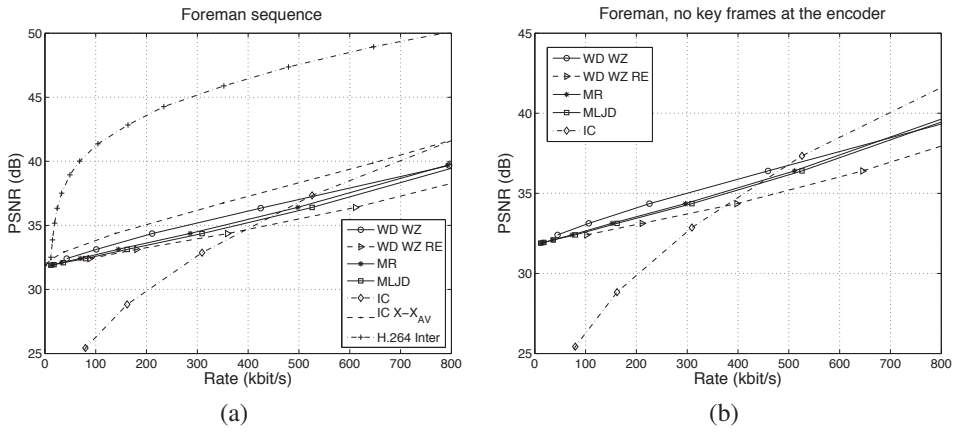 Foreman sequence
50
45
40
35
30
25
PSNR (dB)
0 100 200 300 400 500 600 700 800
Rate (kbit/s)
WD WZ
WD WZ RE
MR
MLJD
IC
IC X−X_AV
H.264 Inter
(a)
Foreman, no key frames at the encoder
45
40
35
30
25
PSNR (dB)
0 100 200 300 400 500 600 700 800
Rate (kbit/s)
WD WZ
WD WZ RE
MR
MLJD
IC
(b)